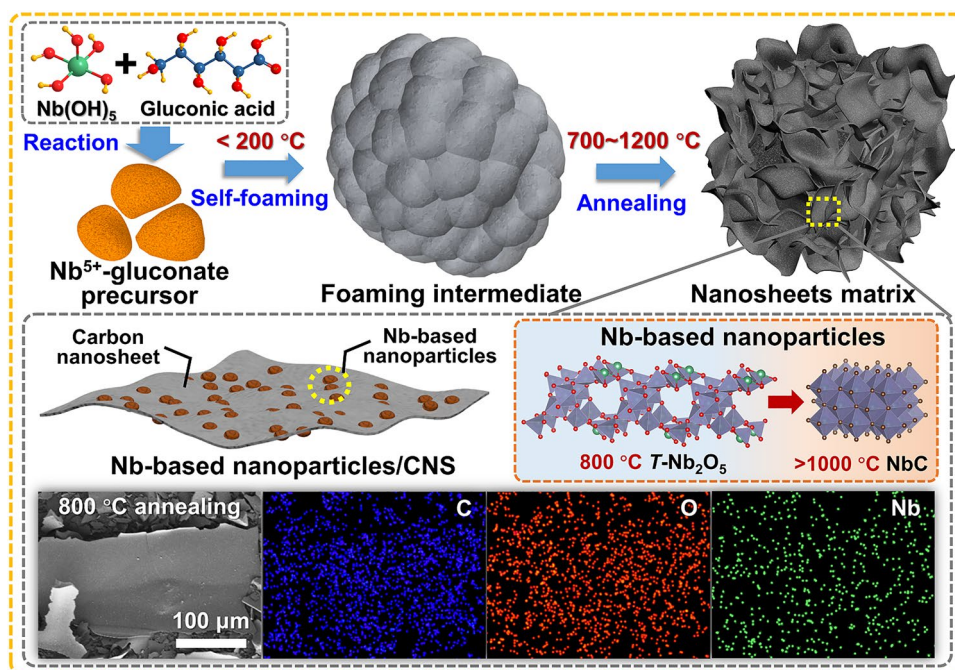 +
Nb(OH)₅ Gluconic acid
Reaction
< 200 °C
Self-foaming
700~1200 °C
Annealing
Nb⁵⁺-gluconate
precursor
Foaming intermediate
Nanosheets matrix
Carbon
nanosheet
Nb-based
nanoparticles
Nb-based nanoparticles/CNS
Nb-based nanoparticles
800 °C T-Nb₂O₅
>1000 °C NbC
800 °C annealing
100 μm
C
O
Nb